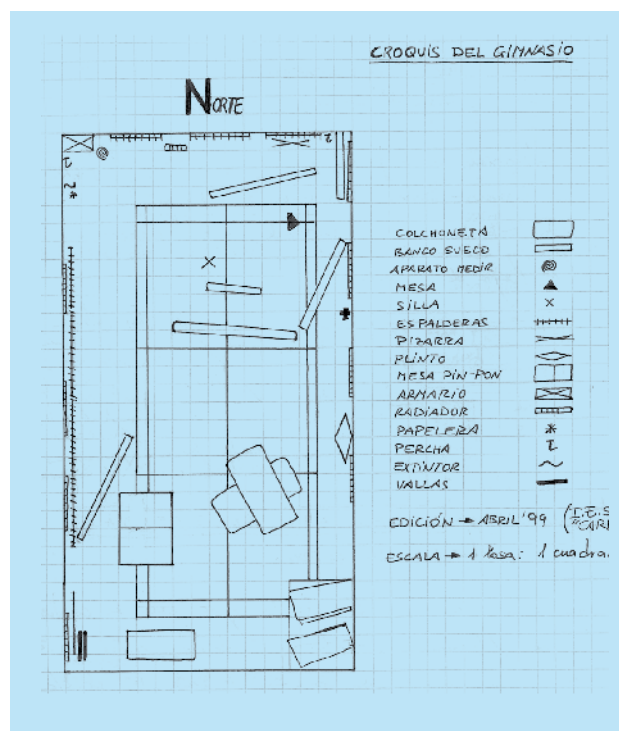 CROQUIS DEL GIMNASIO
NORTE
COLCHONETA
BANCO SUECO
APARATO MEDIR
MESA
SILLA
ESPALDERAS
PIZARRA
PLINTO
MESA PIN-PON
ARMARIO
RADIADOR
PAPELERA
PERCHA
EXTINTOR
VALLAS
EDICIÓN → ABRIL '99 (I.E.S
"CAR
ESCALA → 1 losa: 1 cuadra.